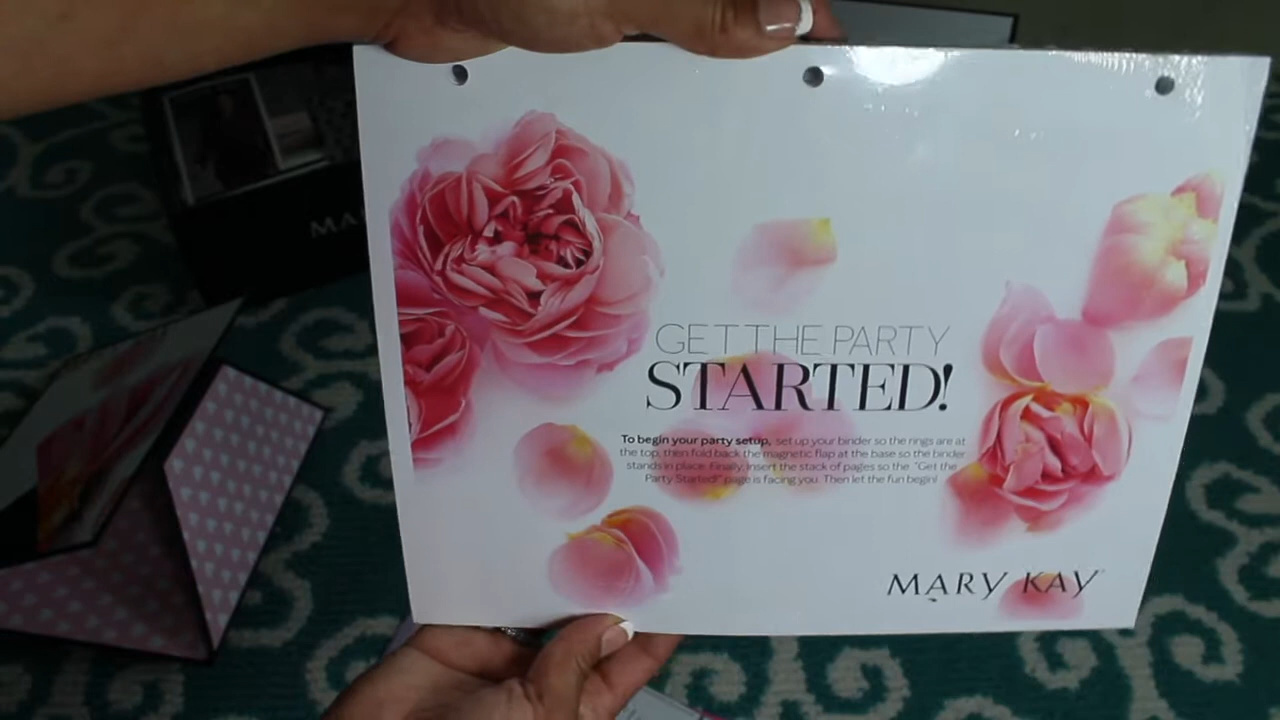 GET THE PARTY
STARTED!
To begin your party setup, set up your binder so the rings are at
the top, then fold back the magnetic flap at the base so the binder
stands in place. Finally, insert the stack of pages so the "Get the
Party Started!" page is facing you. Then let the fun begin!
MARY KAY®
MA